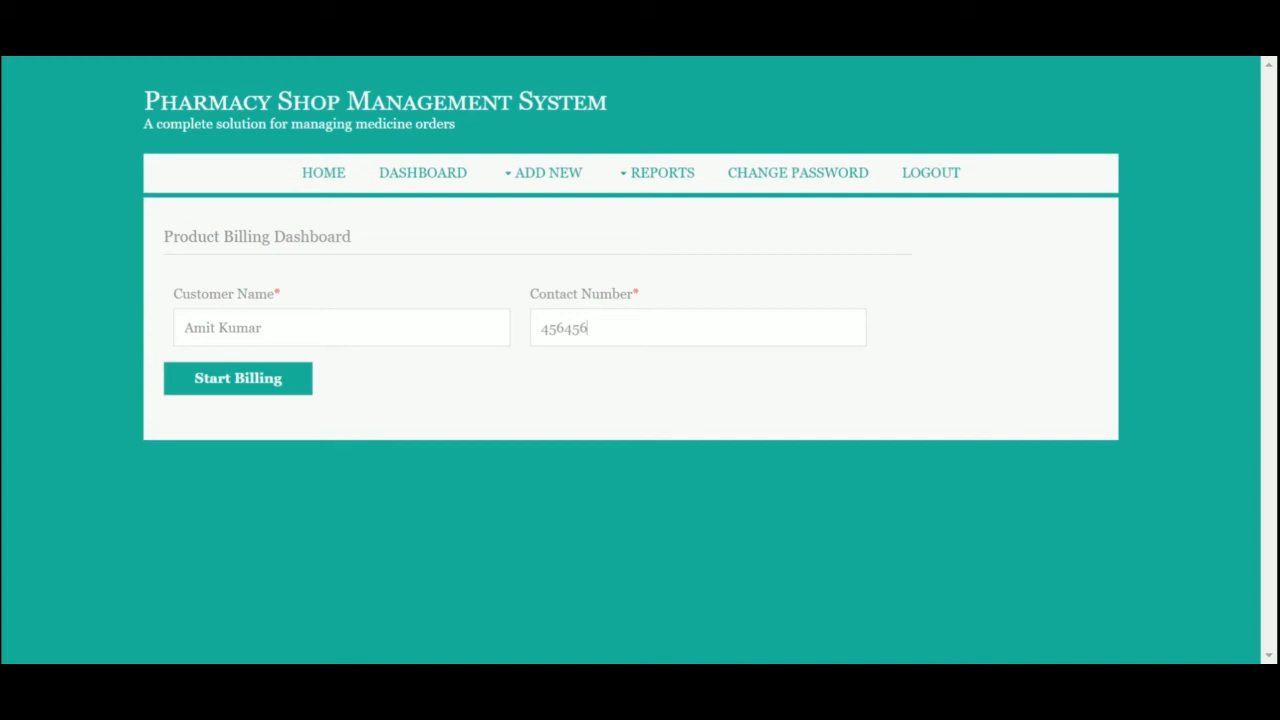 PHARMACY SHOP MANAGEMENT SYSTEM
A complete solution for managing medicine orders
HOME DASHBOARD ADD NEW REPORTS CHANGE PASSWORD LOGOUT
Product Billing Dashboard
Customer Name* Contact Number*
Amit Kumar 456456
Start Billing